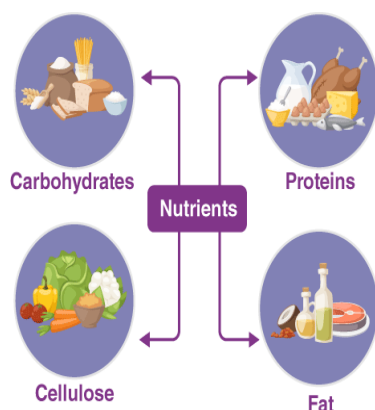 Carbohydrates
Proteins
Nutrients
Cellulose
Fat